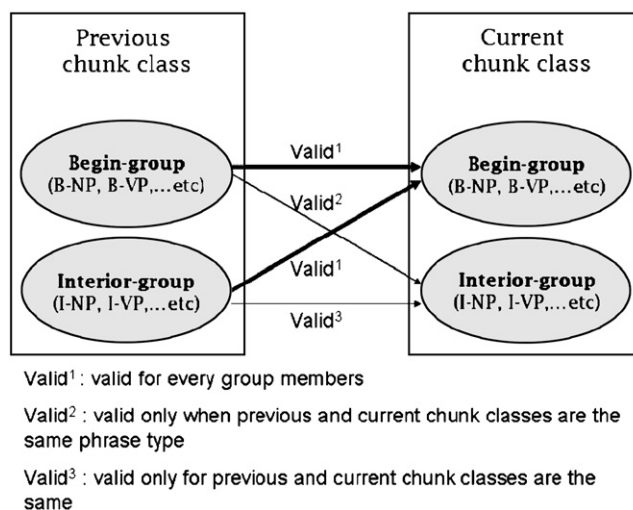 Previous
chunk class
Current
chunk class
Begin-group
(B-NP, B-VP,...etc)
Valid¹
Begin-group
(B-NP, B-VP,...etc)
Valid²
Interior-group
(I-NP, I-VP,...etc)
Valid¹
Interior-group
(I-NP, I-VP,...etc)
Valid³
Valid¹ : valid for every group members
Valid² : valid only when previous and current chunk classes are the
same phrase type
Valid³ : valid only for previous and current chunk classes are the
same